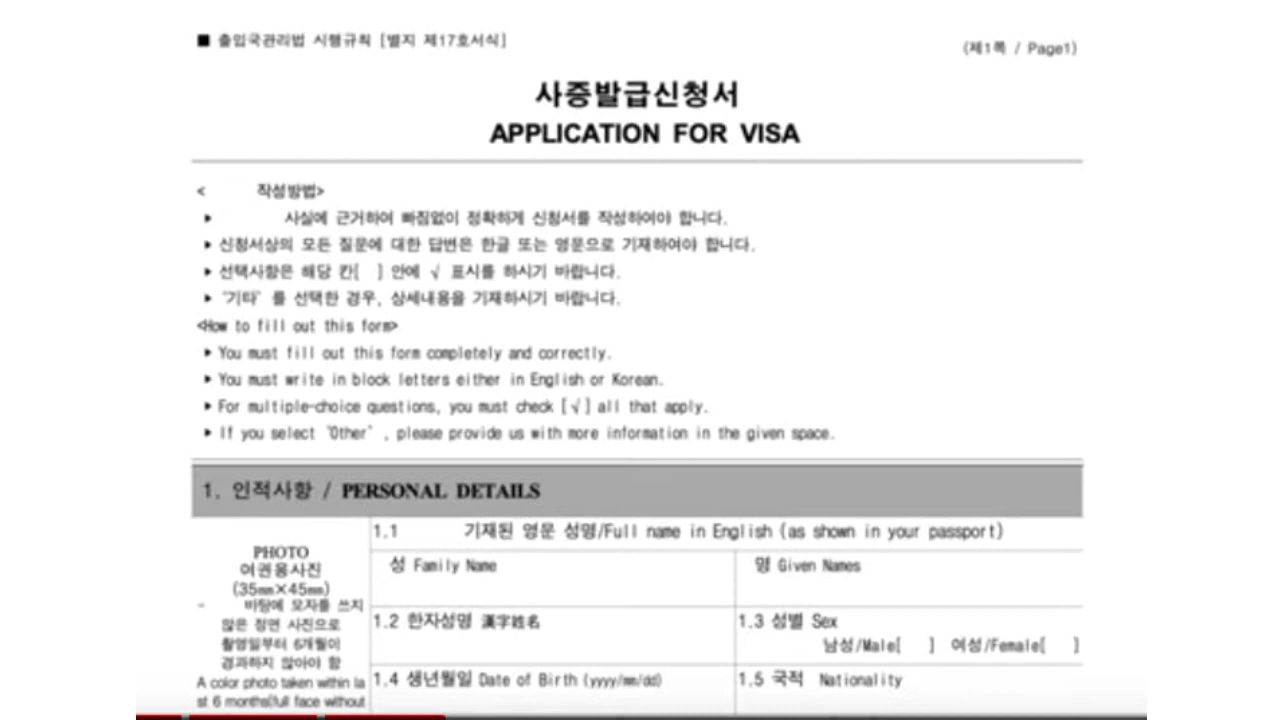 ■ 출입국관리법 시행규칙 [별지 제17호서식]
(제1쪽 / Page1)
사증발급신청서
APPLICATION FOR VISA
< 작성방법>
▶ 사실에 근거하여 빠짐없이 정확하게 신청서를 작성하여야 합니다.
▶ 신청서상의 모든 질문에 대한 답변은 한글 또는 영문으로 기재하여야 합니다.
▶ 선택사항은 해당 칸[ ] 안에 √ 표시를 하시기 바랍니다.
▶ '기타' 를 선택한 경우, 상세내용을 기재하시기 바랍니다.
<How to fill out this form>
▶ You must fill out this form completely and correctly.
▶ You must write in block letters either in English or Korean.
▶ For multiple-choice questions, you must check [√] all that apply.
▶ If you select 'Other' , please provide us with more information in the given space.
1. 인적사항 / PERSONAL DETAILS
PHOTO
여권용사진
(35㎜×45㎜)
- 바탕에 모자를 쓰지
않은 정면 사진으로
촬영일부터 6개월이
경과하지 않아야 함
A color photo taken within la
st 6 months(full face without
1.1 기재된 영문 성명/Full name in English (as shown in your passport)
성 Family Name
명 Given Names
1.2 한자성명 漢字姓名
1.3 성별 Sex
남성/Male[ ] 여성/Female[ ]
1.4 생년월일 Date of Birth (yyyy/mm/dd)
1.5 국적 Nationality